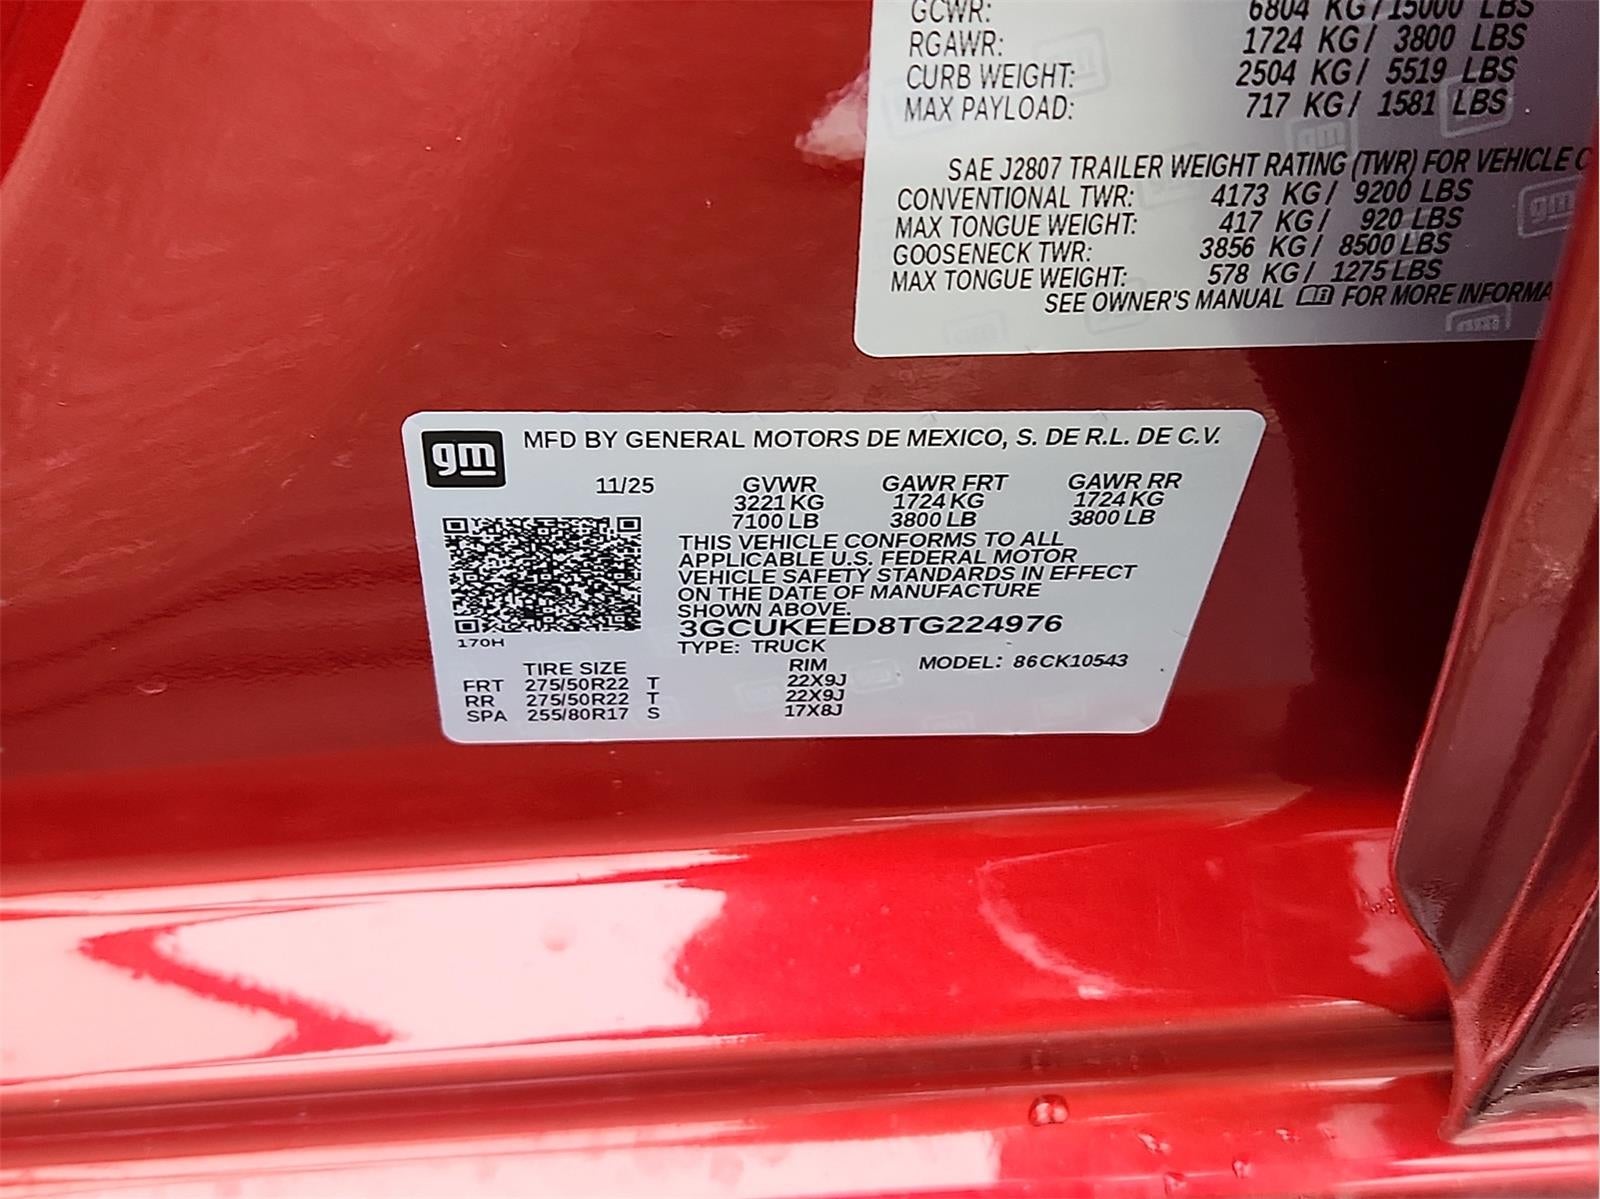 GCWR: 6804 KG/15000 LBS
RGAWR: 1724 KG/ 3800 LBS
CURB WEIGHT: 2504 KG/ 5519 LBS
MAX PAYLOAD: 717 KG/ 1581 LBS
SAE J2807 TRAILER WEIGHT RATING (TWR) FOR VEHICLE
CONVENTIONAL TWR: 4173 KG/ 9200 LBS
MAX TONGUE WEIGHT: 417 KG/ 920 LBS
GOOSENECK TWR: 3856 KG/ 8500 LBS
MAX TONGUE WEIGHT: 578 KG/ 1275 LBS
SEE OWNER'S MANUAL FOR MORE INFORMA
gm MFD BY GENERAL MOTORS DE MEXICO, S. DE R.L. DE C.V.
11/25 GVWR GAWR FRT GAWR RR
3221 KG 1724 KG 1724 KG
7100 LB 3800 LB 3800 LB
THIS VEHICLE CONFORMS TO ALL
APPLICABLE U.S. FEDERAL MOTOR
VEHICLE SAFETY STANDARDS IN EFFECT
ON THE DATE OF MANUFACTURE
SHOWN ABOVE.
3GCUKEED8TG224976
170H
TYPE: TRUCK
TIRE SIZE RIM MODEL: 86CK10543
FRT 275/50R22 T 22X9J
RR 275/50R22 T 22X9J
SPA 255/80R17 S 17X8J